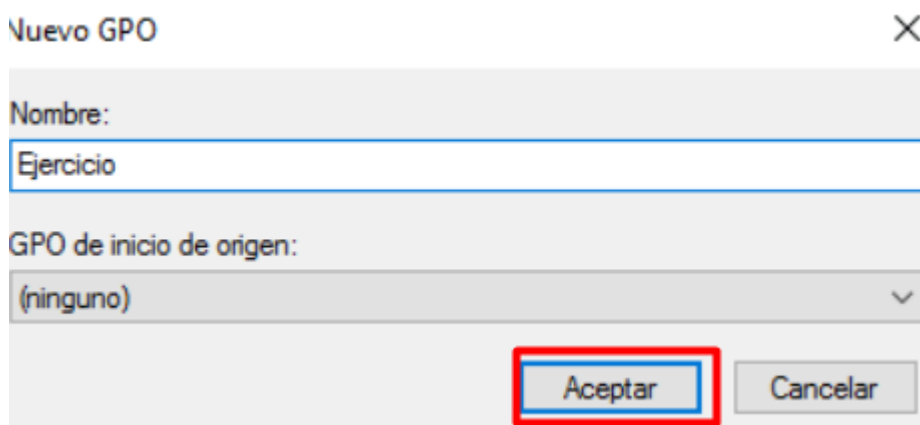 Nuevo GPO
Nombre:
Ejercicio
GPO de inicio de origen:
(ninguno)
Aceptar Cancelar